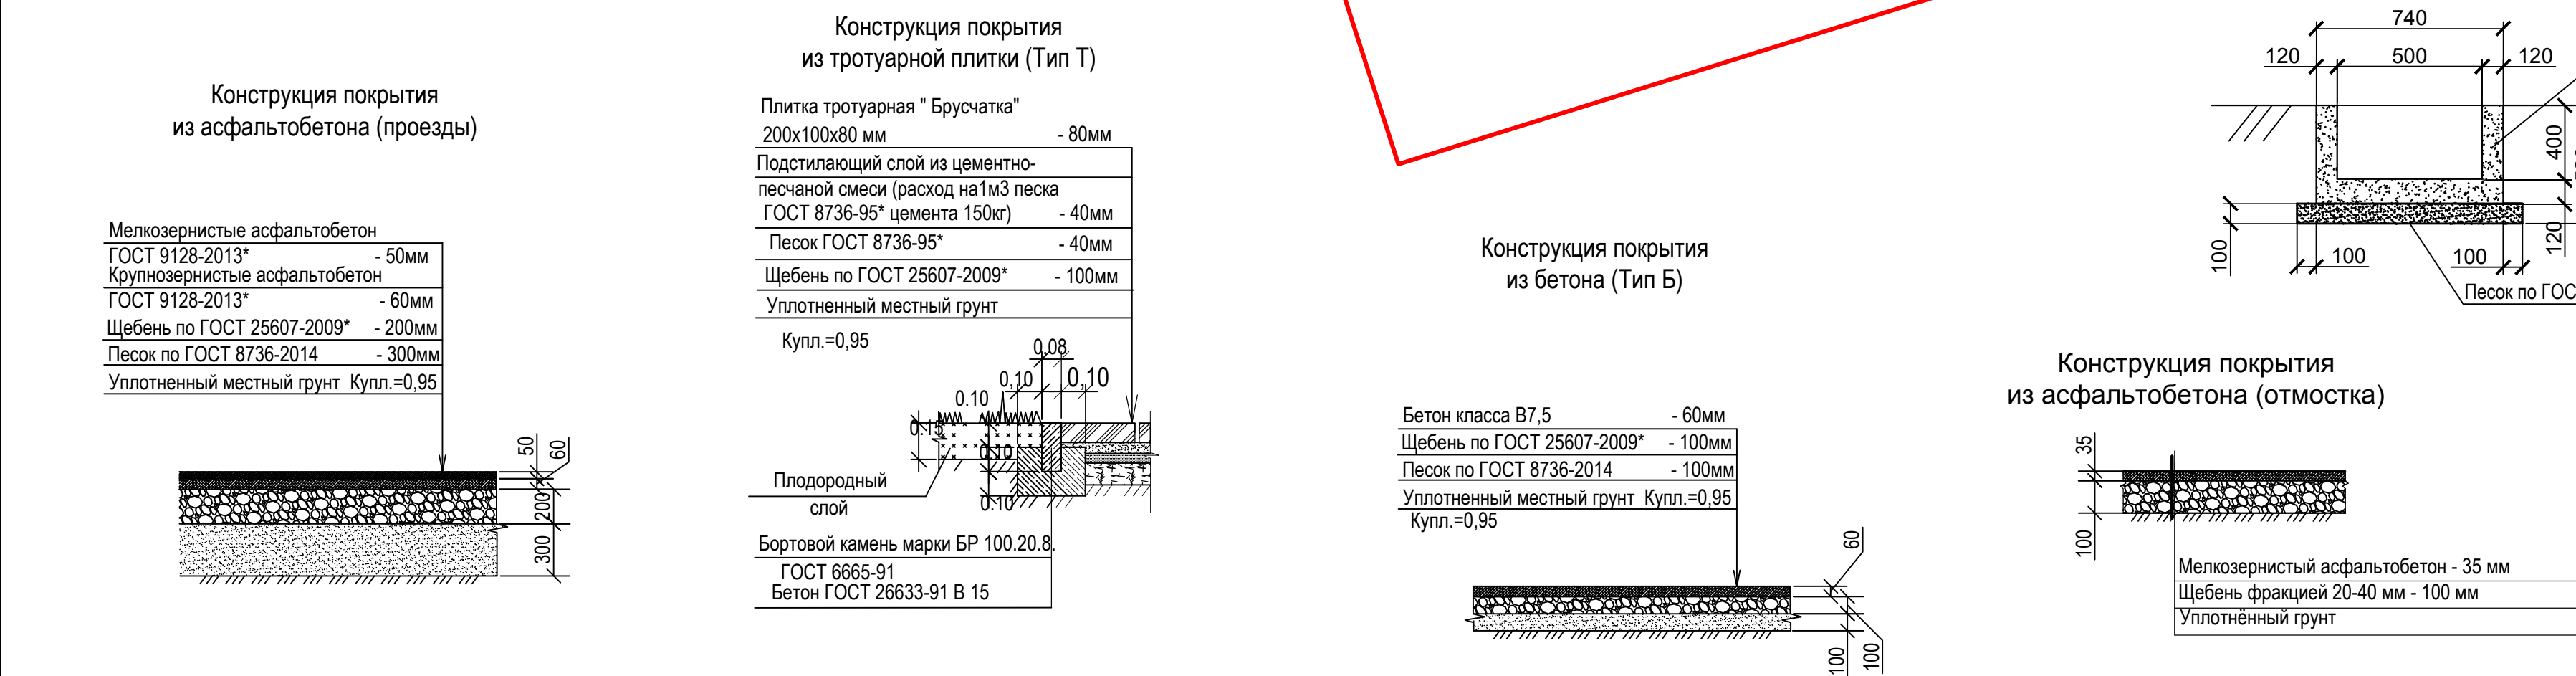 Конструкция покрытия
из асфальтобетона (проезды)
Мелкозернистые асфальтобетон
ГОСТ 9128-2013* - 50мм
Крупнозернистые асфальтобетон
ГОСТ 9128-2013* - 60мм
Щебень по ГОСТ 25607-2009* - 200мм
Песок по ГОСТ 8736-2014 - 300мм
Уплотненный местный грунт Купл.=0,95
50
60
200
300
Конструкция покрытия
из тротуарной плитки (Тип Т)
Плитка тротуарная " Брусчатка"
200х100х80 мм - 80мм
Подстилающий слой из цементно-
песчаной смеси (расход на1м3 песка
ГОСТ 8736-95* цемента 150кг) - 40мм
Песок ГОСТ 8736-95* - 40мм
Щебень по ГОСТ 25607-2009* - 100мм
Уплотненный местный грунт
Купл.=0,95
0,08
0,10
0,10
0.10
0.15
0.10
0.10
Плодородный
слой
Бортовой камень марки БР 100.20.8.
ГОСТ 6665-91
Бетон ГОСТ 26633-91 В 15
Конструкция покрытия
из бетона (Тип Б)
Бетон класса В7,5 - 60мм
Щебень по ГОСТ 25607-2009* - 100мм
Песок по ГОСТ 8736-2014 - 100мм
Уплотненный местный грунт Купл.=0,95
Купл.=0,95
60
100
100
740
120
500
120
400
120
100
100
100
Песок по ГОС
Конструкция покрытия
из асфальтобетона (отмостка)
35
100
Мелкозернистый асфальтобетон - 35 мм
Щебень фракцией 20-40 мм - 100 мм
Уплотнённый грунт